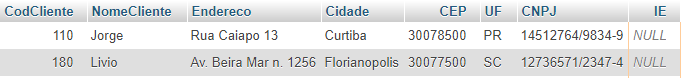 CodCliente NomeCliente Endereco Cidade CEP UF CNPJ IE
110 Jorge Rua Caiapo 13 Curtiba 30078500 PR 14512764/9834-9 NULL
180 Livio Av. Beira Mar n. 1256 Florianopolis 30077500 SC 12736571/2347-4 NULL